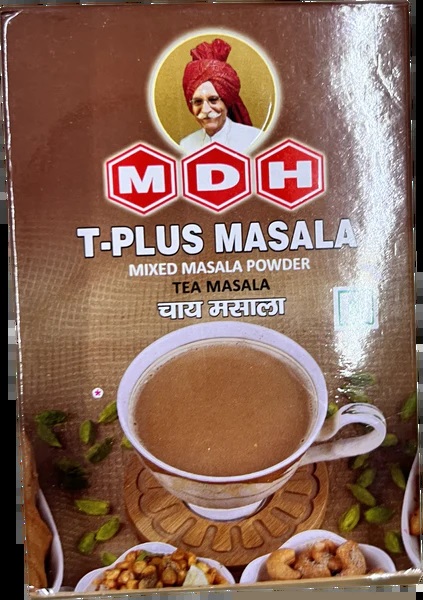 MDH
T-PLUS MASALA
MIXED MASALA POWDER
TEA MASALA
चाय मसाला